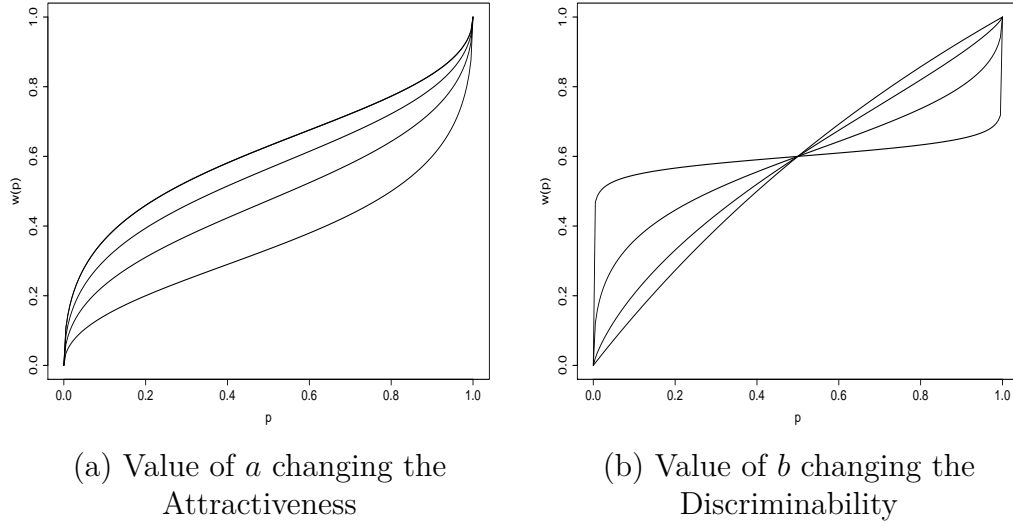 1.0
0.8
0.6
0.4
0.2
0.0
w(p)
0.0 0.2 0.4 0.6 0.8 1.0
p
(a) Value of a changing the
Attractiveness
1.0
0.8
0.6
0.4
0.2
0.0
w(p)
0.0 0.2 0.4 0.6 0.8 1.0
p
(b) Value of b changing the
Discriminability